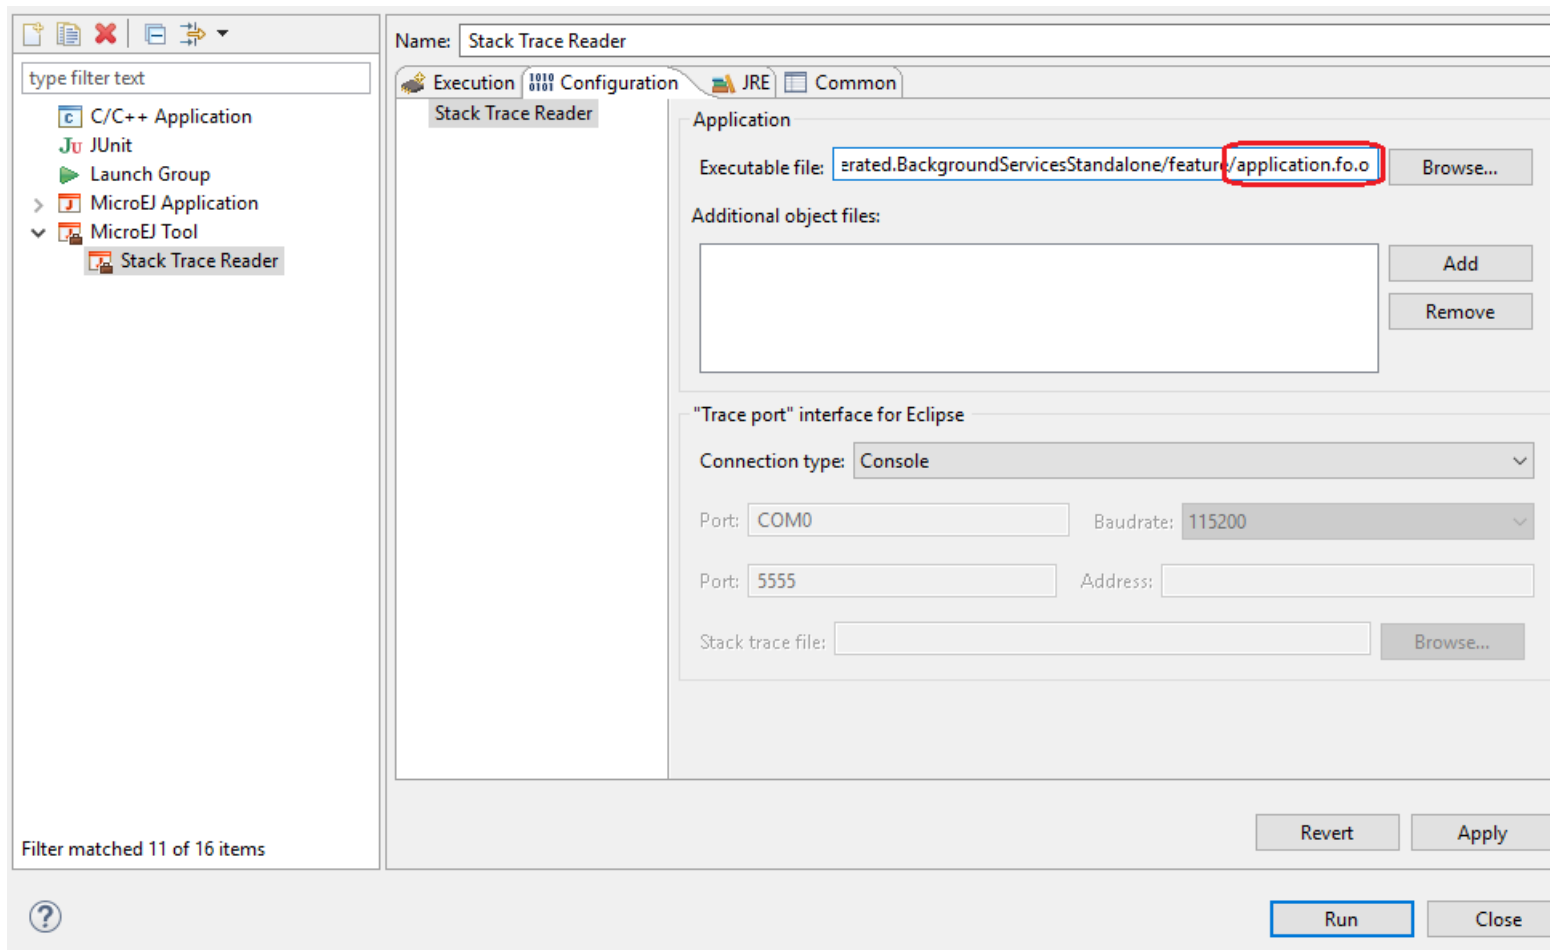 Name: Stack Trace Reader
type filter text
Execution 1010 0101 Configuration JRE Common
C/C++ Application
JUnit
Launch Group
MicroEJ Application
MicroEJ Tool
Stack Trace Reader
Filter matched 11 of 16 items
Stack Trace Reader
Application
Executable file: erated.BackgroundServicesStandalone/feature/application.fo.o Browse...
Additional object files:
Add
Remove
"Trace port" interface for Eclipse
Connection type: Console
Port: COM0 Baudrate: 115200
Port: 5555 Address:
Stack trace file: Browse...
Revert Apply
Run Close